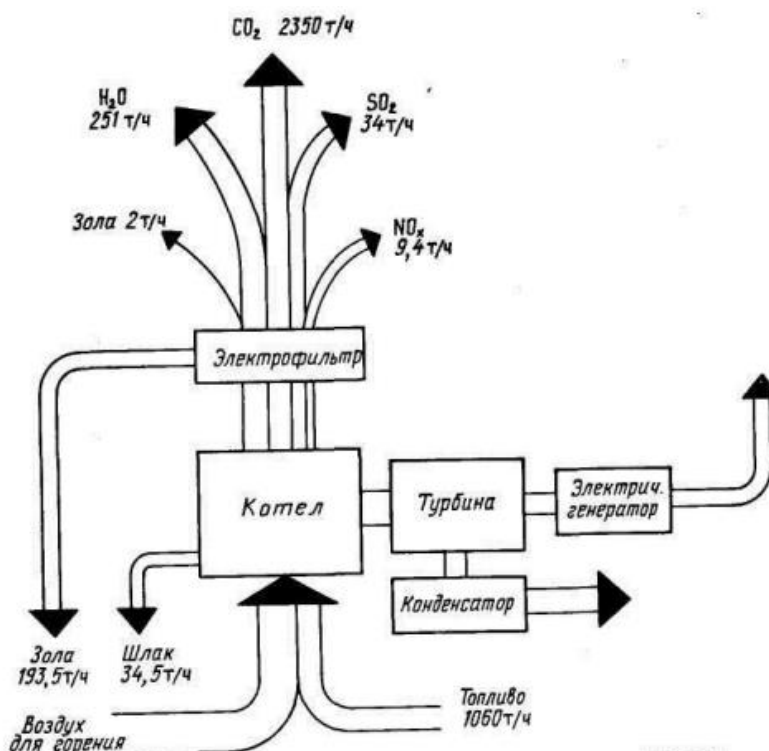 CO₂ 2350 т/ч
H₂O
251 т/ч
SO₂
34 т/ч
Зола 2 т/ч
NOₓ
9,4 т/ч
Электрофильтр
Котел
Турбина
Электрич.
генератор
Конденсатор
Зола
193,5 т/ч
Шлак
34,5 т/ч
Топливо
1060 т/ч
Воздух
для горения